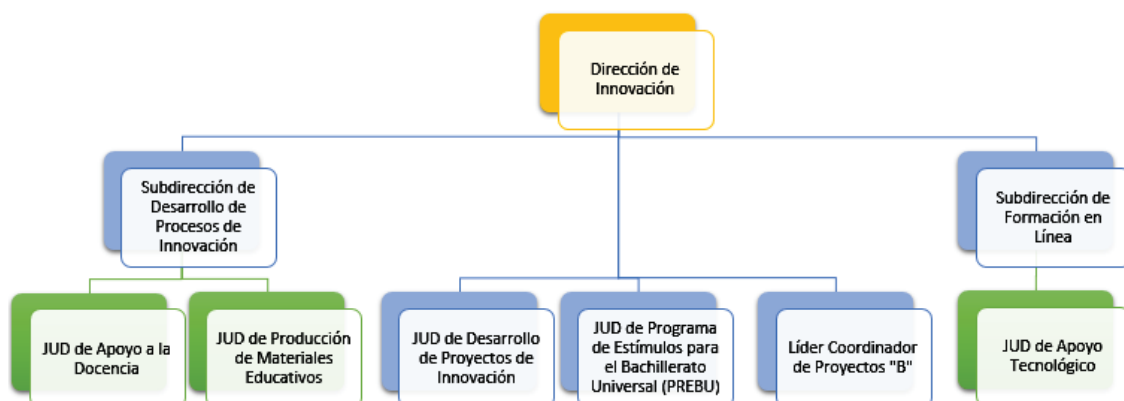 Dirección de
Innovación
Subdirección de
Desarrollo de
Procesos de
Innovación
Subdirección de
Formación en
Línea
JUD de Apoyo a la
Docencia
JUD de Producción
de Materiales
Educativos
JUD de Desarrollo
de Proyectos de
Innovación
JUD de Programa
de Estímulos para
el Bachillerato
Universal (PREBU)
Líder Coordinador
de Proyectos "B"
JUD de Apoyo
Tecnológico